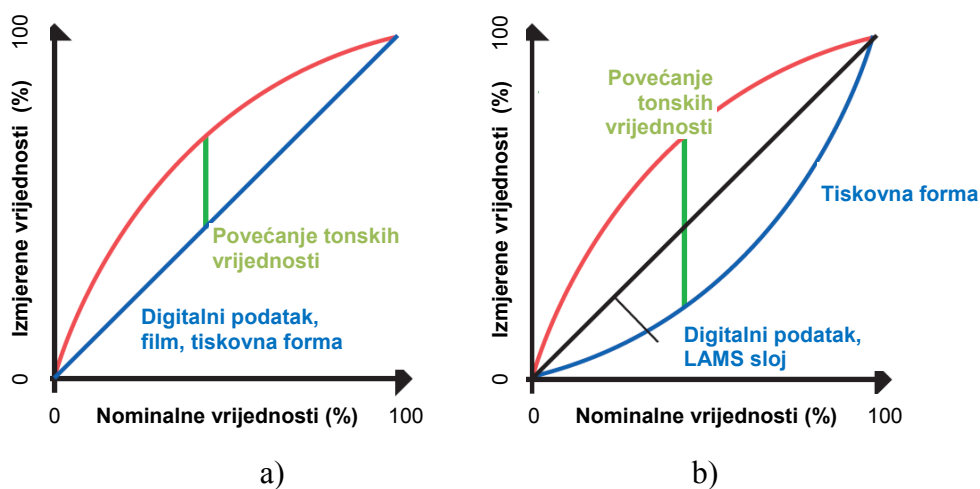 Izmjerene vrijednosti (%)
0
100
Povećanje tonskih
vrijednosti
Digitalni podatak,
film, tiskovna forma
0
Nominalne vrijednosti (%)
100
a)
Izmjerene vrijednosti (%)
0
100
Povećanje
tonskih
vrijednosti
Tiskovna forma
Digitalni podatak,
LAMS sloj
0
Nominalne vrijednosti (%)
100
b)